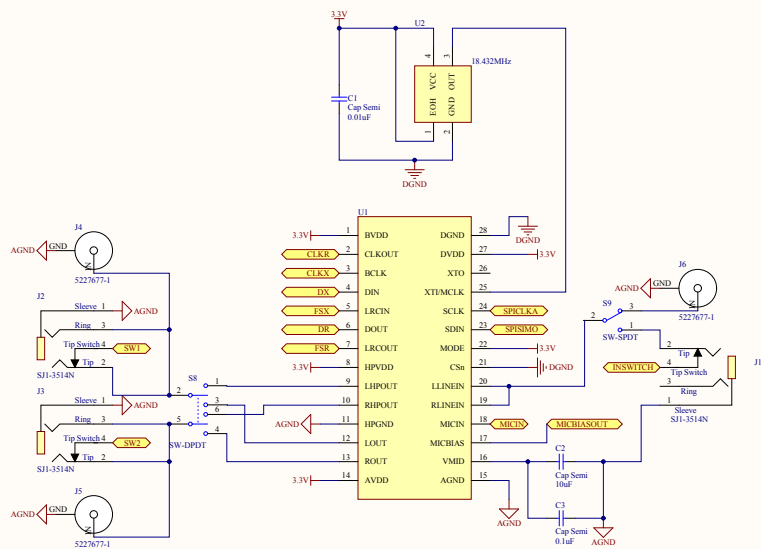 3.3V
U2
4
3
18.432MHz
EOH VCC
GND OUT
1
2
C1
Cap Semi
0.01uF
DGND
U1
3.3V
1
BVDD
DGND
28
DGND
CLKR
2
CLKOUT
DVDD
27
3.3V
CLKX
3
BCLK
XTO
26
DX
4
DIN
XTI/MCLK
25
FSX
5
LRCIN
SCLK
24
SPICLKA
DR
6
DOUT
SDIN
23
SPISIMO
FSR
7
LRCOUT
MODE
22
3.3V
3.3V
8
HPVDD
CSn
21
DGND
9
LHPOUT
LLINEIN
20
10
RHPOUT
RLINEIN
19
AGND
11
HPGND
MICIN
18
MICIN
12
LOUT
MICBIAS
17
MICBIASOUT
13
ROUT
VMID
16
3.3V
14
AVDD
AGND
15
AGND
J4
AGND
GND
IN
5227677-1
J2
Sleeve 1
AGND
Ring 3
Tip Switch 4
SW1
Tip 2
SJ1-3514N
J3
Sleeve 1
AGND
Ring 3
Tip Switch 4
SW2
Tip 2
SJ1-3514N
J5
AGND
GND
IN
5227677-1
S8
1
2
3
6
5
4
SW-DPDT
J6
AGND
GND
IN
5227677-1
S9
3
2
1
SW-SPDT
2
Tip
INSWITCH
4
Tip Switch
J1
3
Ring
1
Sleeve
SJ1-3514N
C2
Cap Semi
10uF
C3
Cap Semi
0.1uF
AGND